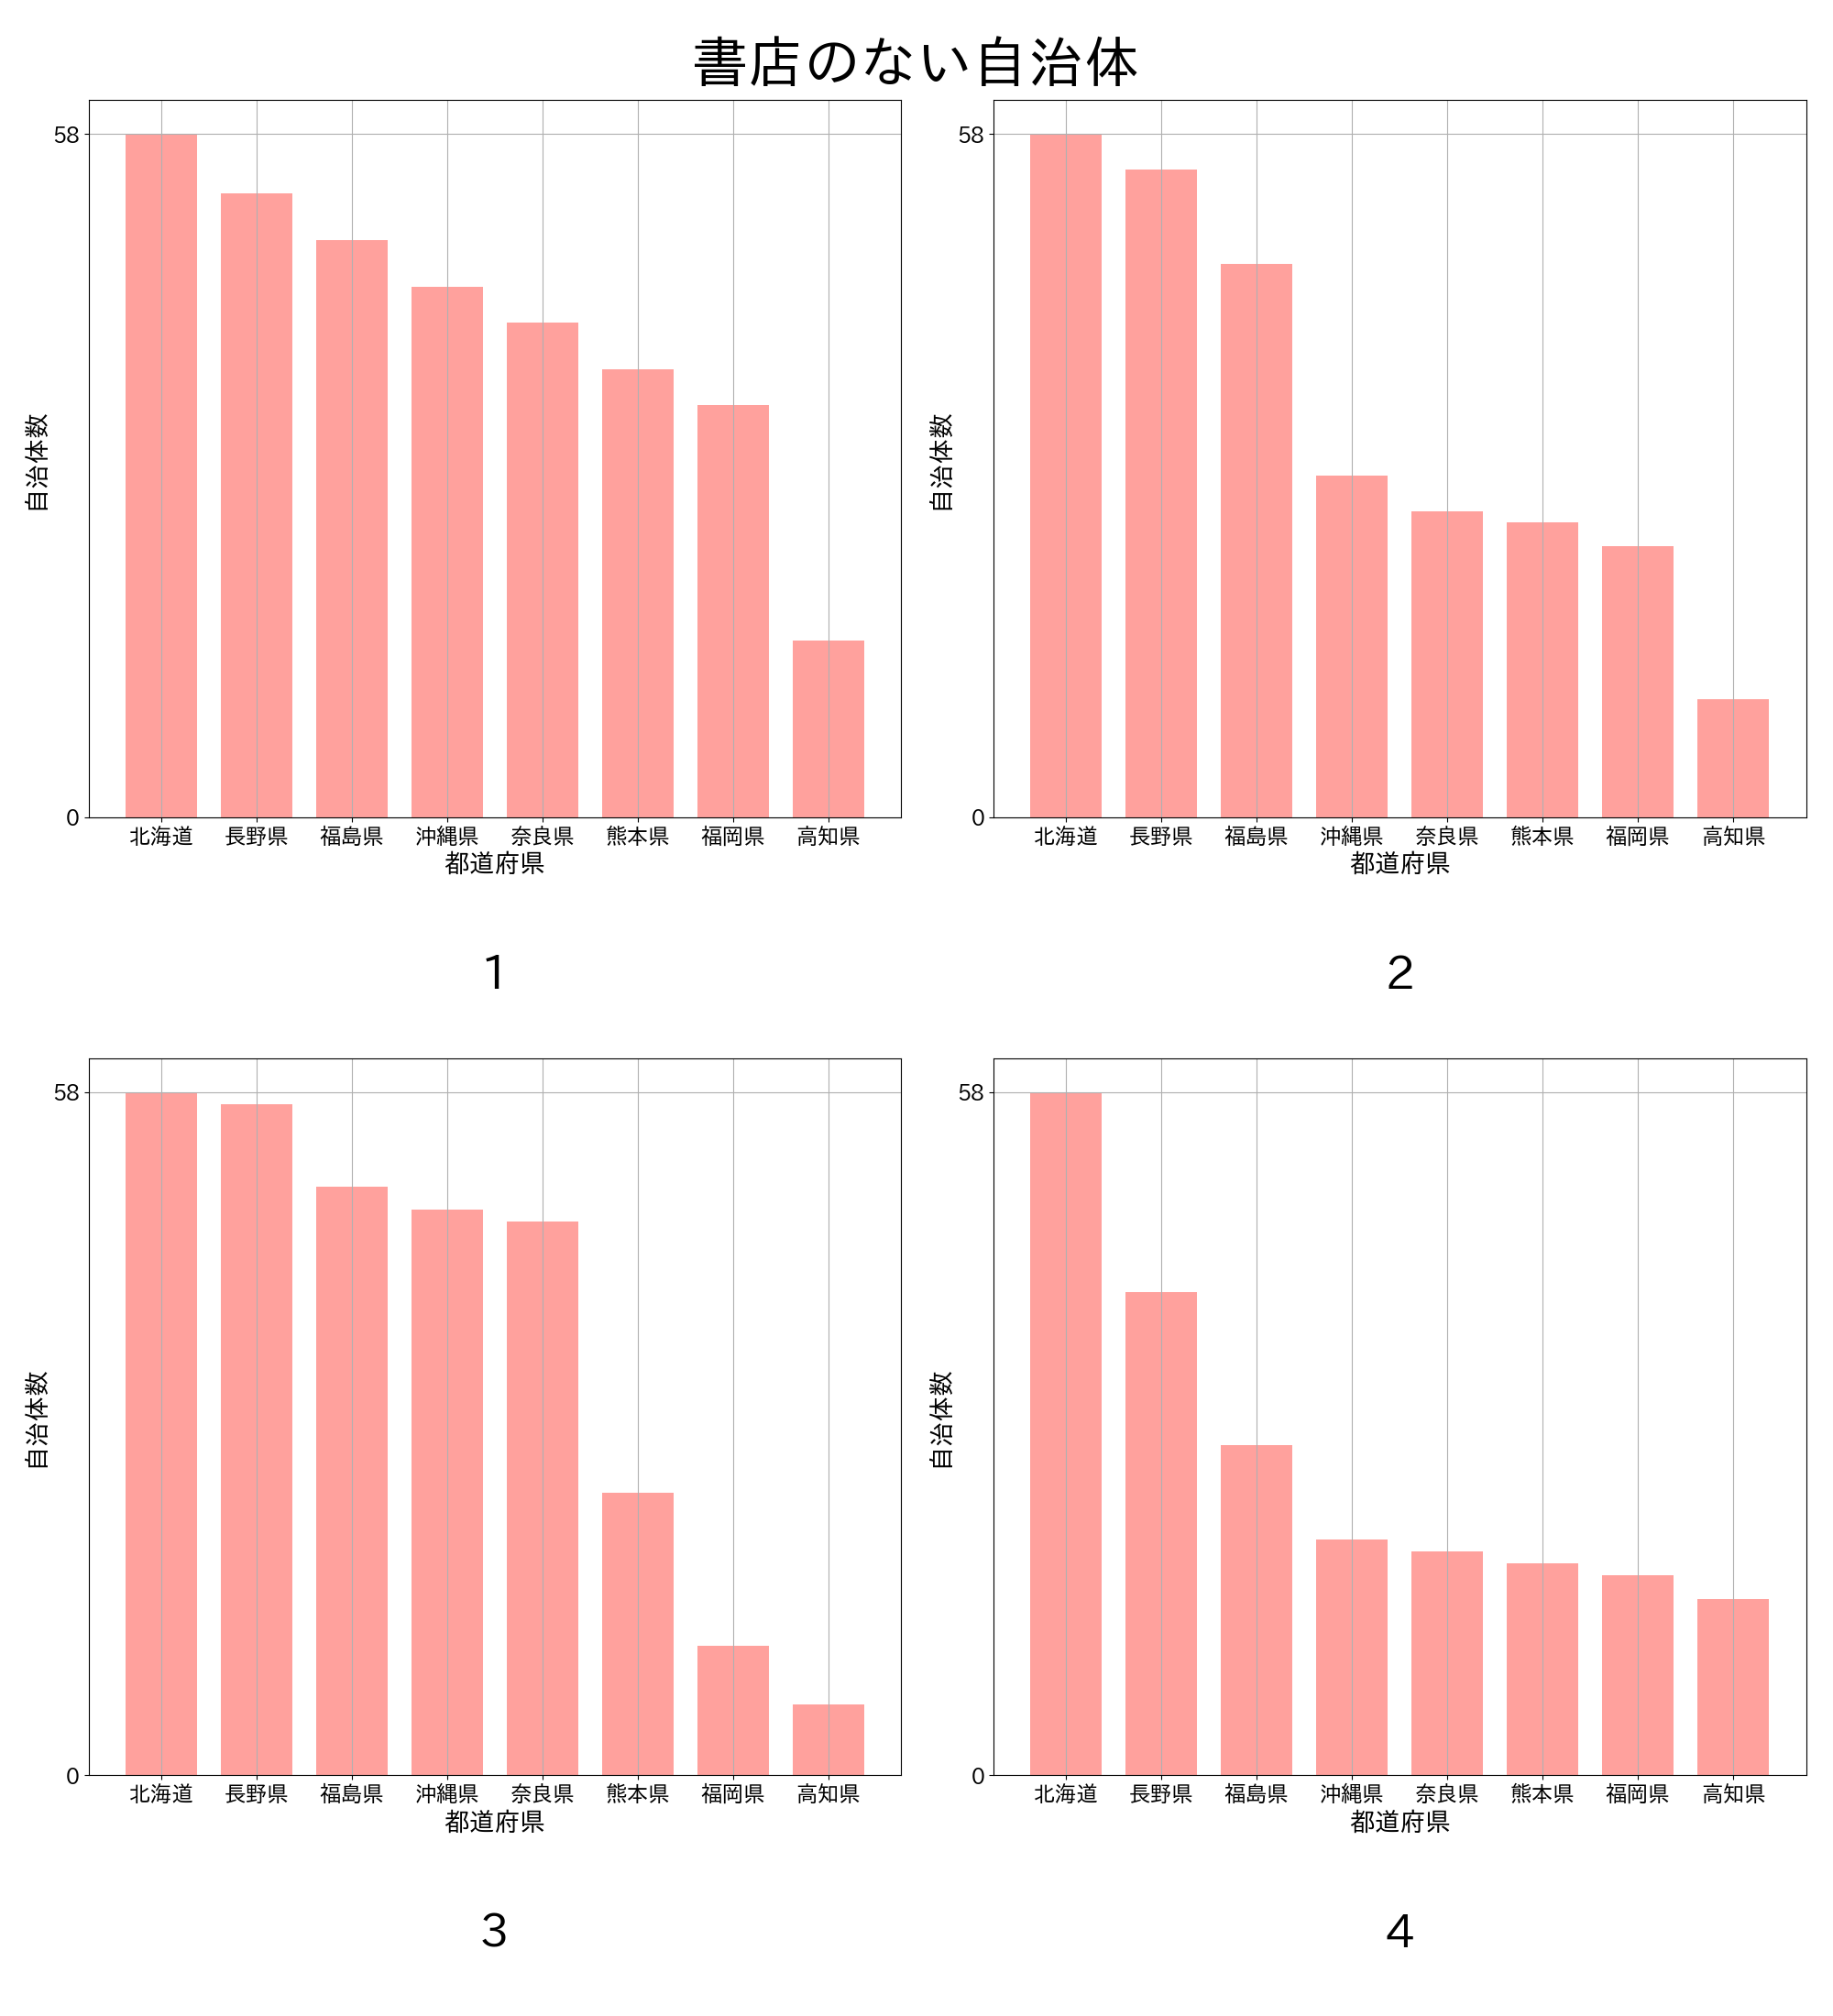 書店のない自治体
58
0
自治体数
北海道 長野県 福島県 沖縄県 奈良県 熊本県 福岡県 高知県
都道府県
1
58
0
自治体数
北海道 長野県 福島県 沖縄県 奈良県 熊本県 福岡県 高知県
都道府県
2
58
0
自治体数
北海道 長野県 福島県 沖縄県 奈良県 熊本県 福岡県 高知県
都道府県
3
58
0
自治体数
北海道 長野県 福島県 沖縄県 奈良県 熊本県 福岡県 高知県
都道府県
4